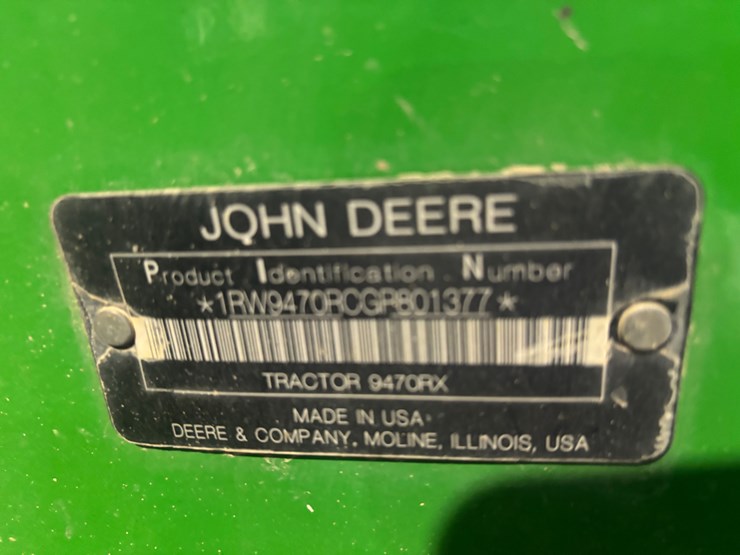 JOHN DEERE
Product Identification Number
*1RW9470RCGP801377*
TRACTOR 9470RX
MADE IN USA
DEERE & COMPANY, MOLINE, ILLINOIS, USA